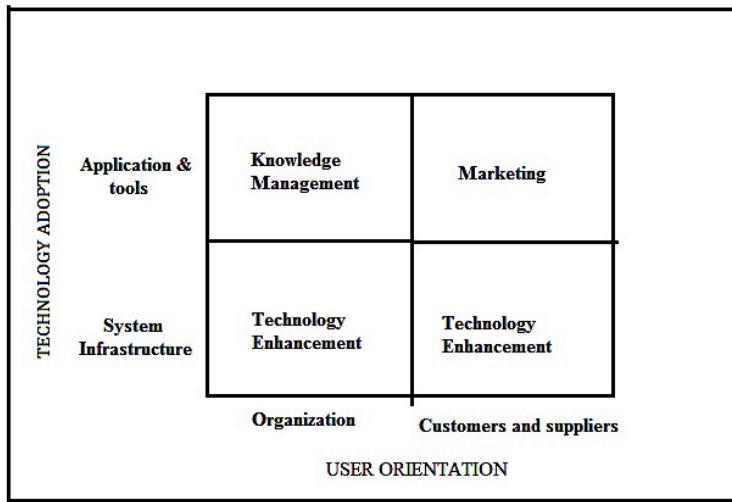 TECHNOLOGY ADOPTION
Application &
tools
Knowledge
Management
Marketing
System
Infrastructure
Technology
Enhancement
Technology
Enhancement
Organization
Customers and suppliers
USER ORIENTATION